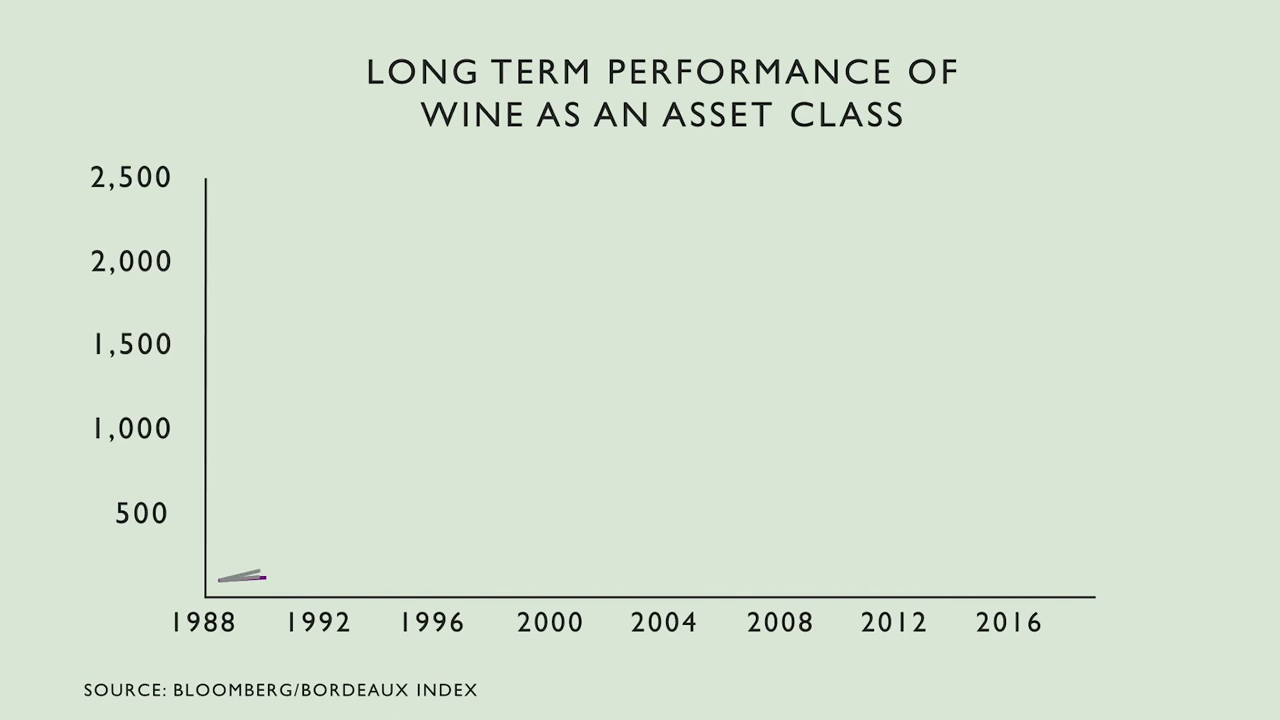 LONG TERM PERFORMANCE OF
WINE AS AN ASSET CLASS
2,500
2,000
1,500
1,000
500
1988 1992 1996 2000 2004 2008 2012 2016
SOURCE: BLOOMBERG/BORDEAUX INDEX